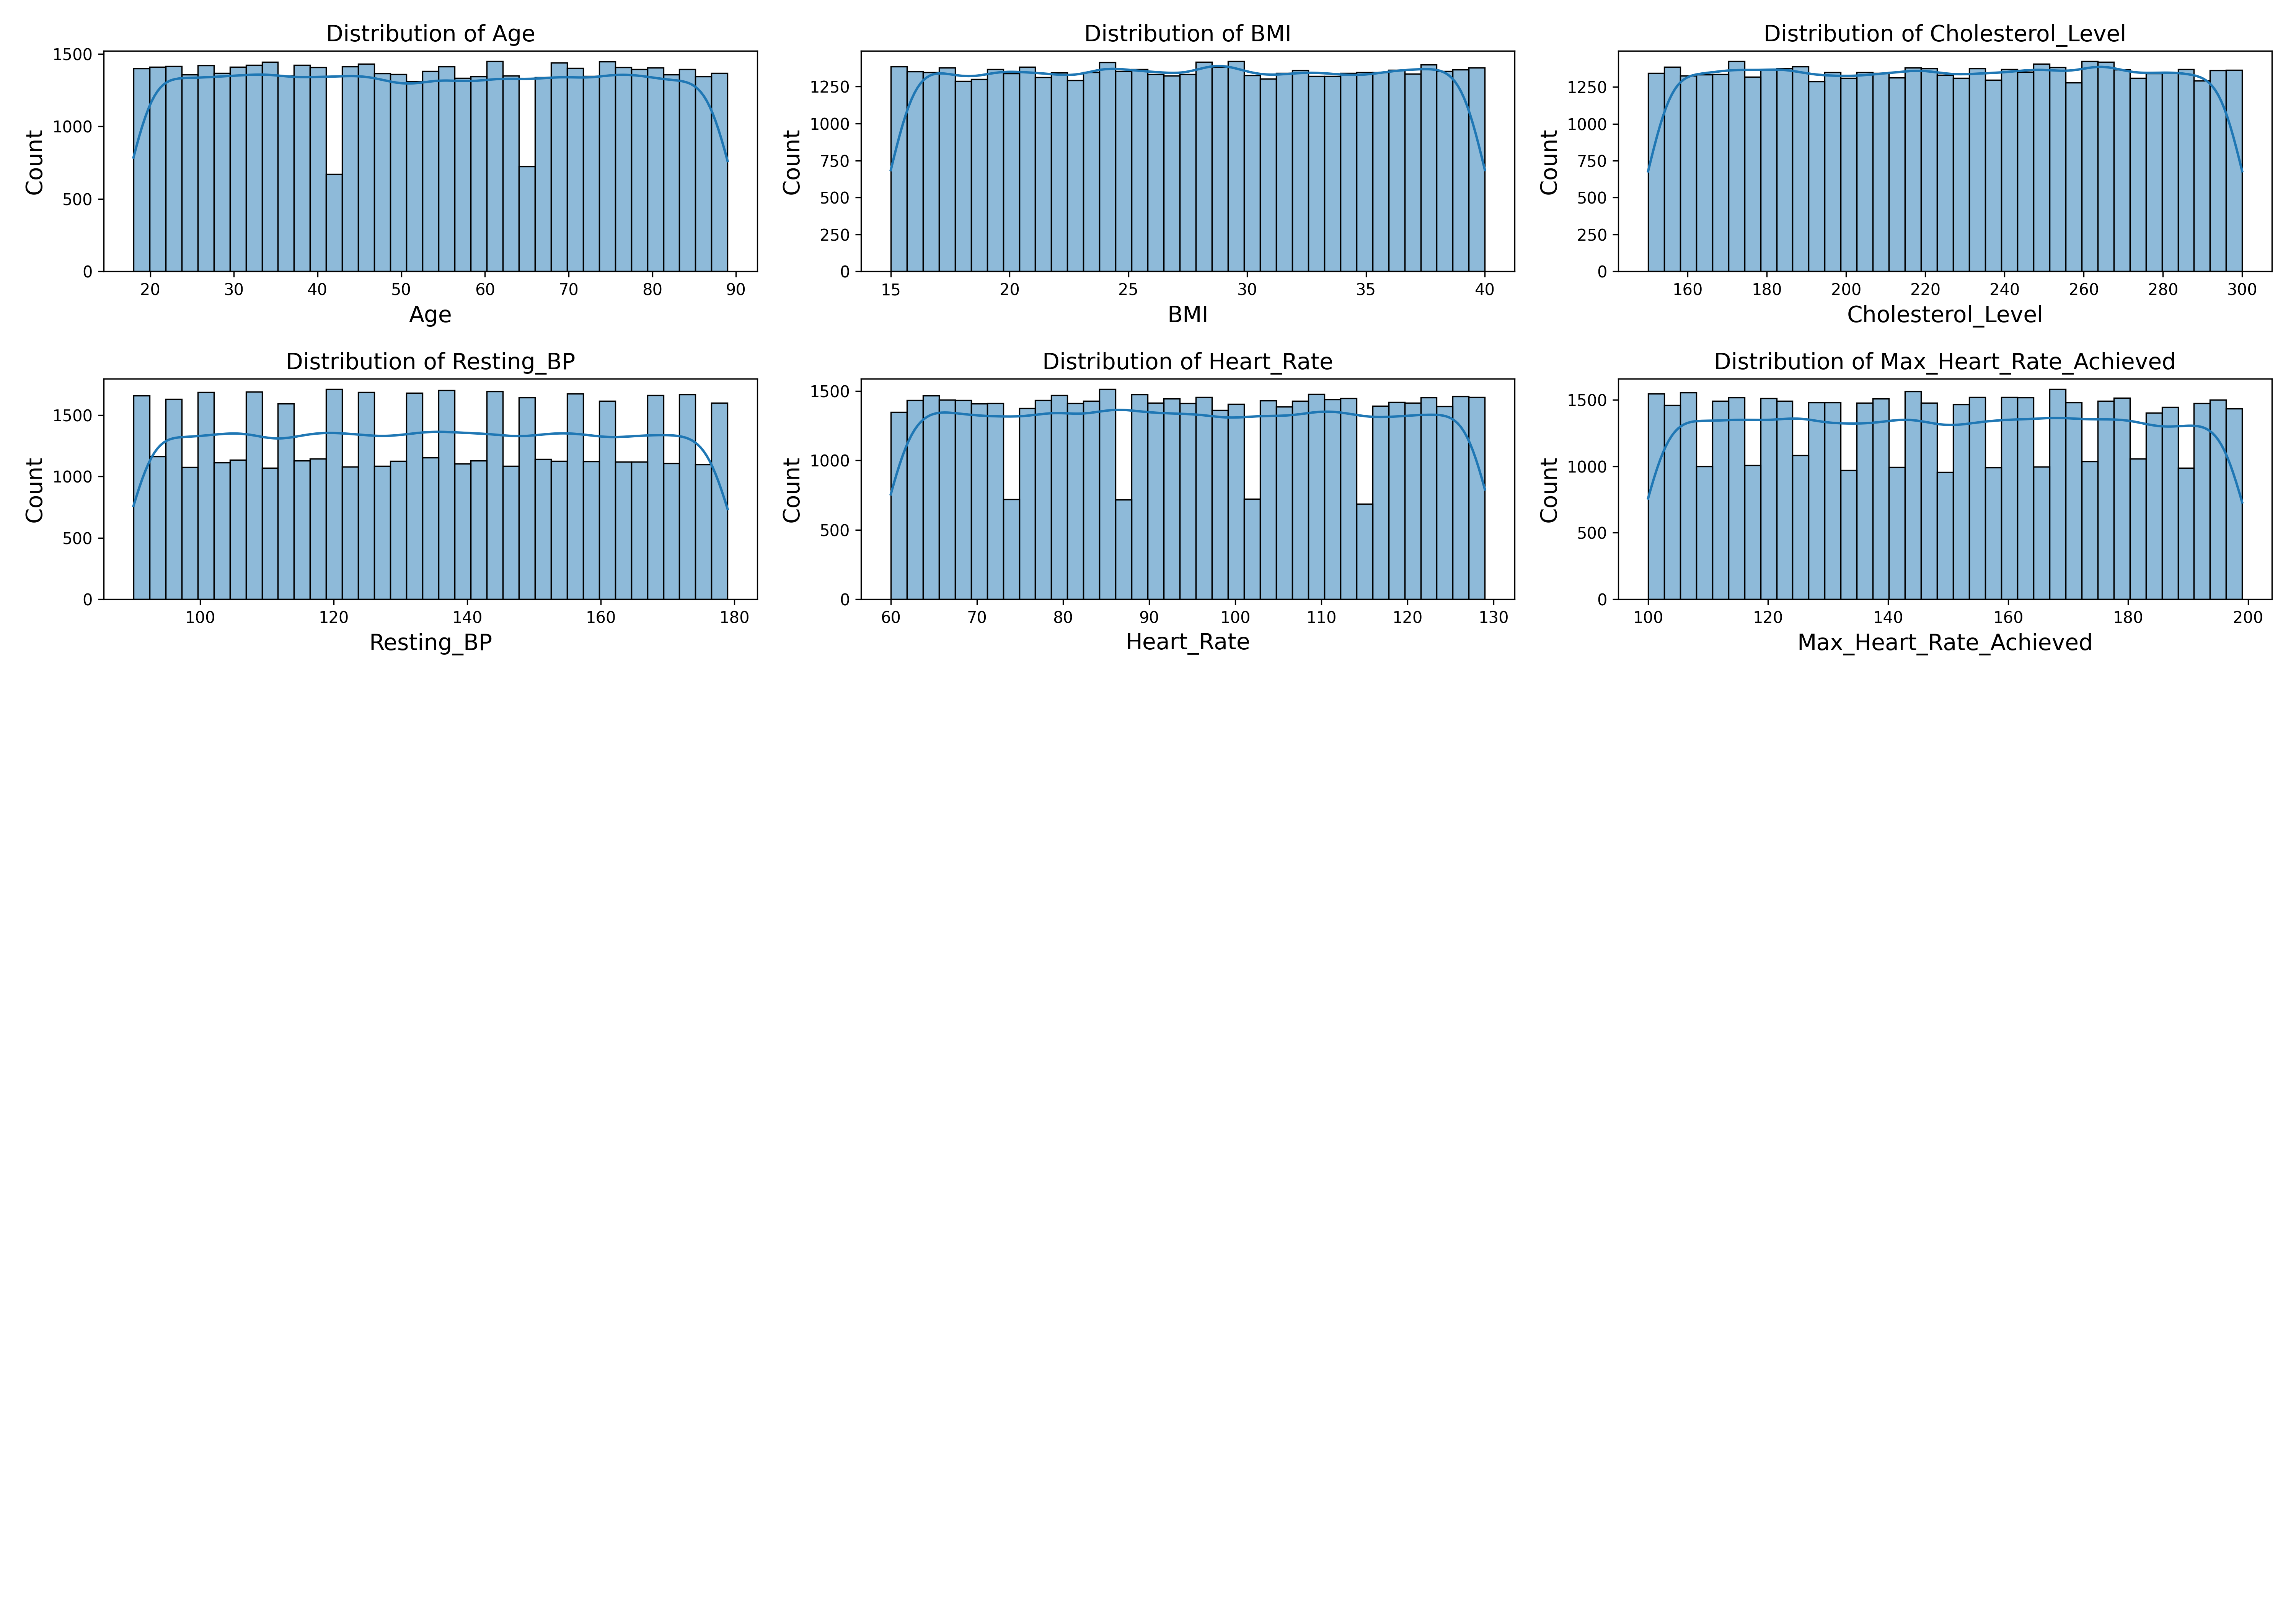 Distribution of Age
1500
1000
500
0
Count
20 30 40 50 60 70 80 90
Age
Distribution of BMI
1250
1000
750
500
250
0
Count
15 20 25 30 35 40
BMI
Distribution of Cholesterol_Level
1250
1000
750
500
250
0
Count
160 180 200 220 240 260 280 300
Cholesterol_Level
Distribution of Resting_BP
1500
1000
500
0
Count
100 120 140 160 180
Resting_BP
Distribution of Heart_Rate
1500
1000
500
0
Count
60 70 80 90 100 110 120 130
Heart_Rate
Distribution of Max_Heart_Rate_Achieved
1500
1000
500
0
Count
100 120 140 160 180 200
Max_Heart_Rate_Achieved